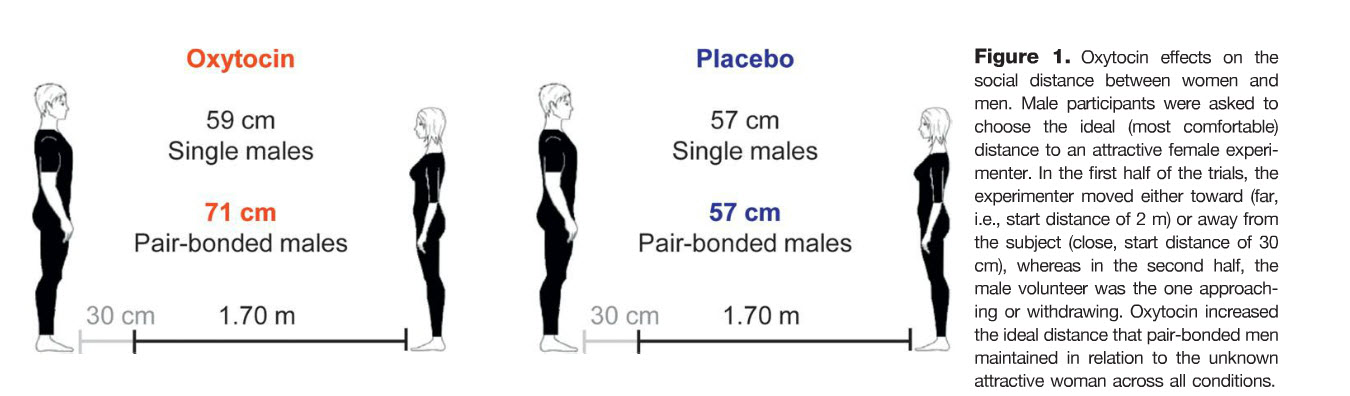 Oxytocin
59 cm
Single males
71 cm
Pair-bonded males
30 cm
1.70 m
Placebo
57 cm
Single males
57 cm
Pair-bonded males
30 cm
1.70 m
Figure 1. Oxytocin effects on the
social distance between women and
men. Male participants were asked to
choose the ideal (most comfortable)
distance to an attractive female experi-
menter. In the first half of the trials, the
experimenter moved either toward (far,
i.e., start distance of 2 m) or away from
the subject (close, start distance of 30
cm), whereas in the second half, the
male volunteer was the one approach-
ing or withdrawing. Oxytocin increased
the ideal distance that pair-bonded men
maintained in relation to the unknown
attractive woman across all conditions.